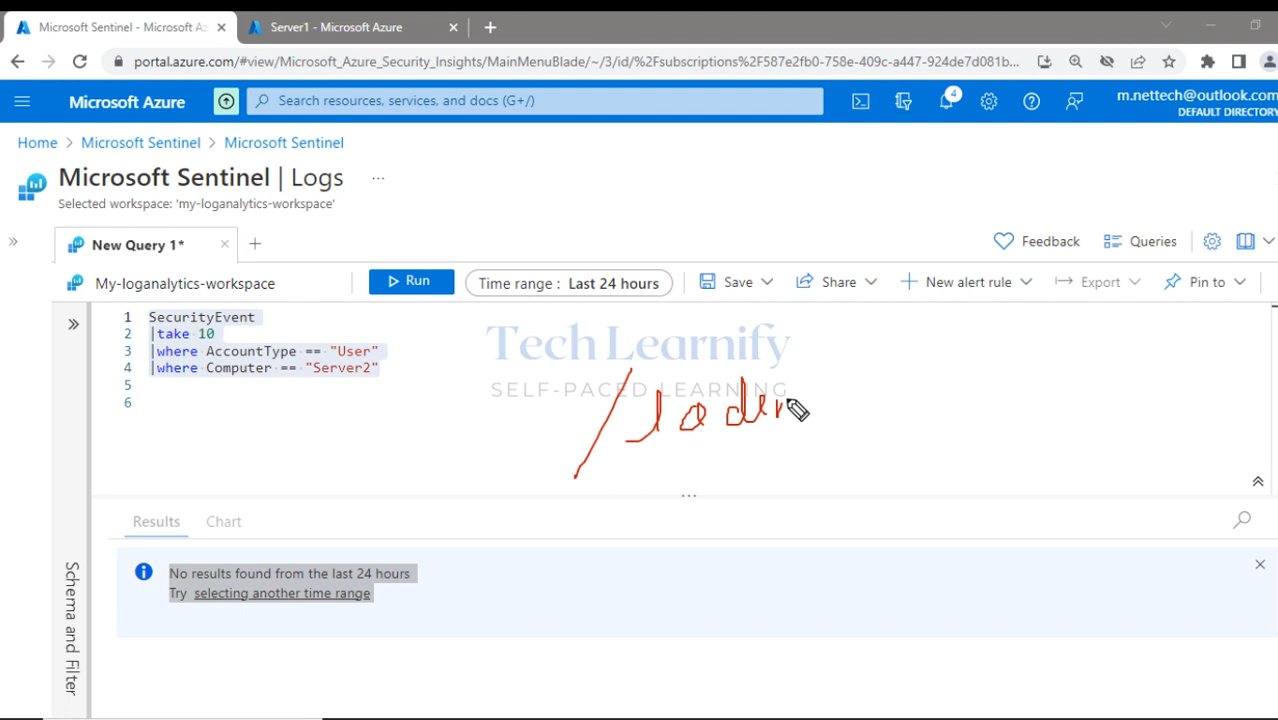 Microsoft Sentinel - Microsoft Az
Server1 - Microsoft Azure
portal.azure.com/#view/Microsoft_Azure_Security_Insights/MainMenuBlade/~/3/id/%2Fsubscriptions%2F587e2fb0-758e-409c-a447-924de7d081b...
Microsoft Azure
Search resources, services, and docs (G+/)
4
m.nettech@outlook.com
DEFAULT DIRECTORY
Home > Microsoft Sentinel > Microsoft Sentinel
Microsoft Sentinel | Logs ...
Selected workspace: 'my-loganalytics-workspace'
New Query 1*
Feedback
Queries
My-loganalytics-workspace
Run
Time range : Last 24 hours
Save
Share
New alert rule
Export
Pin to
1 SecurityEvent
2 |take 10
3 |where AccountType == "User"
4 |where Computer == "Server2"
5
6
Tech Learnify
SELF-PACED LEARNING
Results
Chart
No results found from the last 24 hours
Try selecting another time range
Schema and Filter